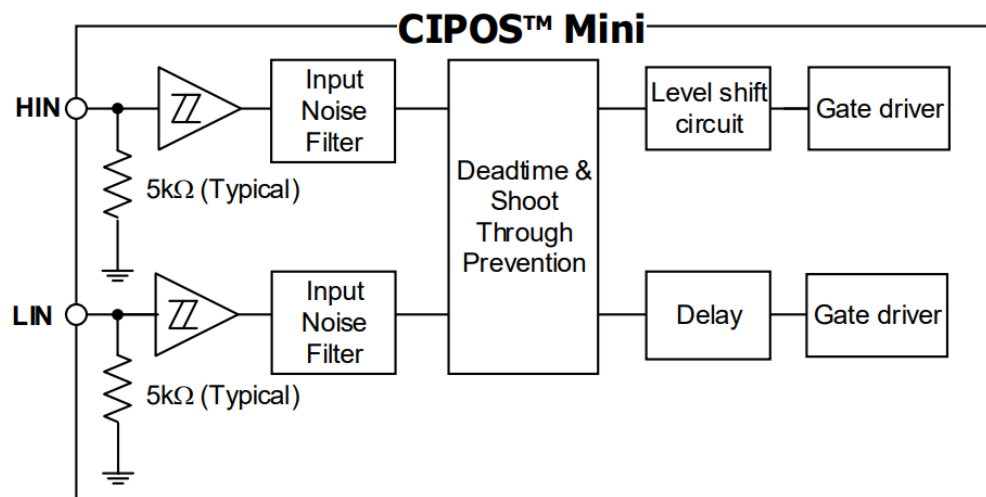 CIPOS™ Mini
HIN
Input
Noise
Filter
Level shift
circuit
Gate driver
5kΩ (Typical)
Deadtime &
Shoot
Through
Prevention
LIN
Input
Noise
Filter
Delay
Gate driver
5kΩ (Typical)